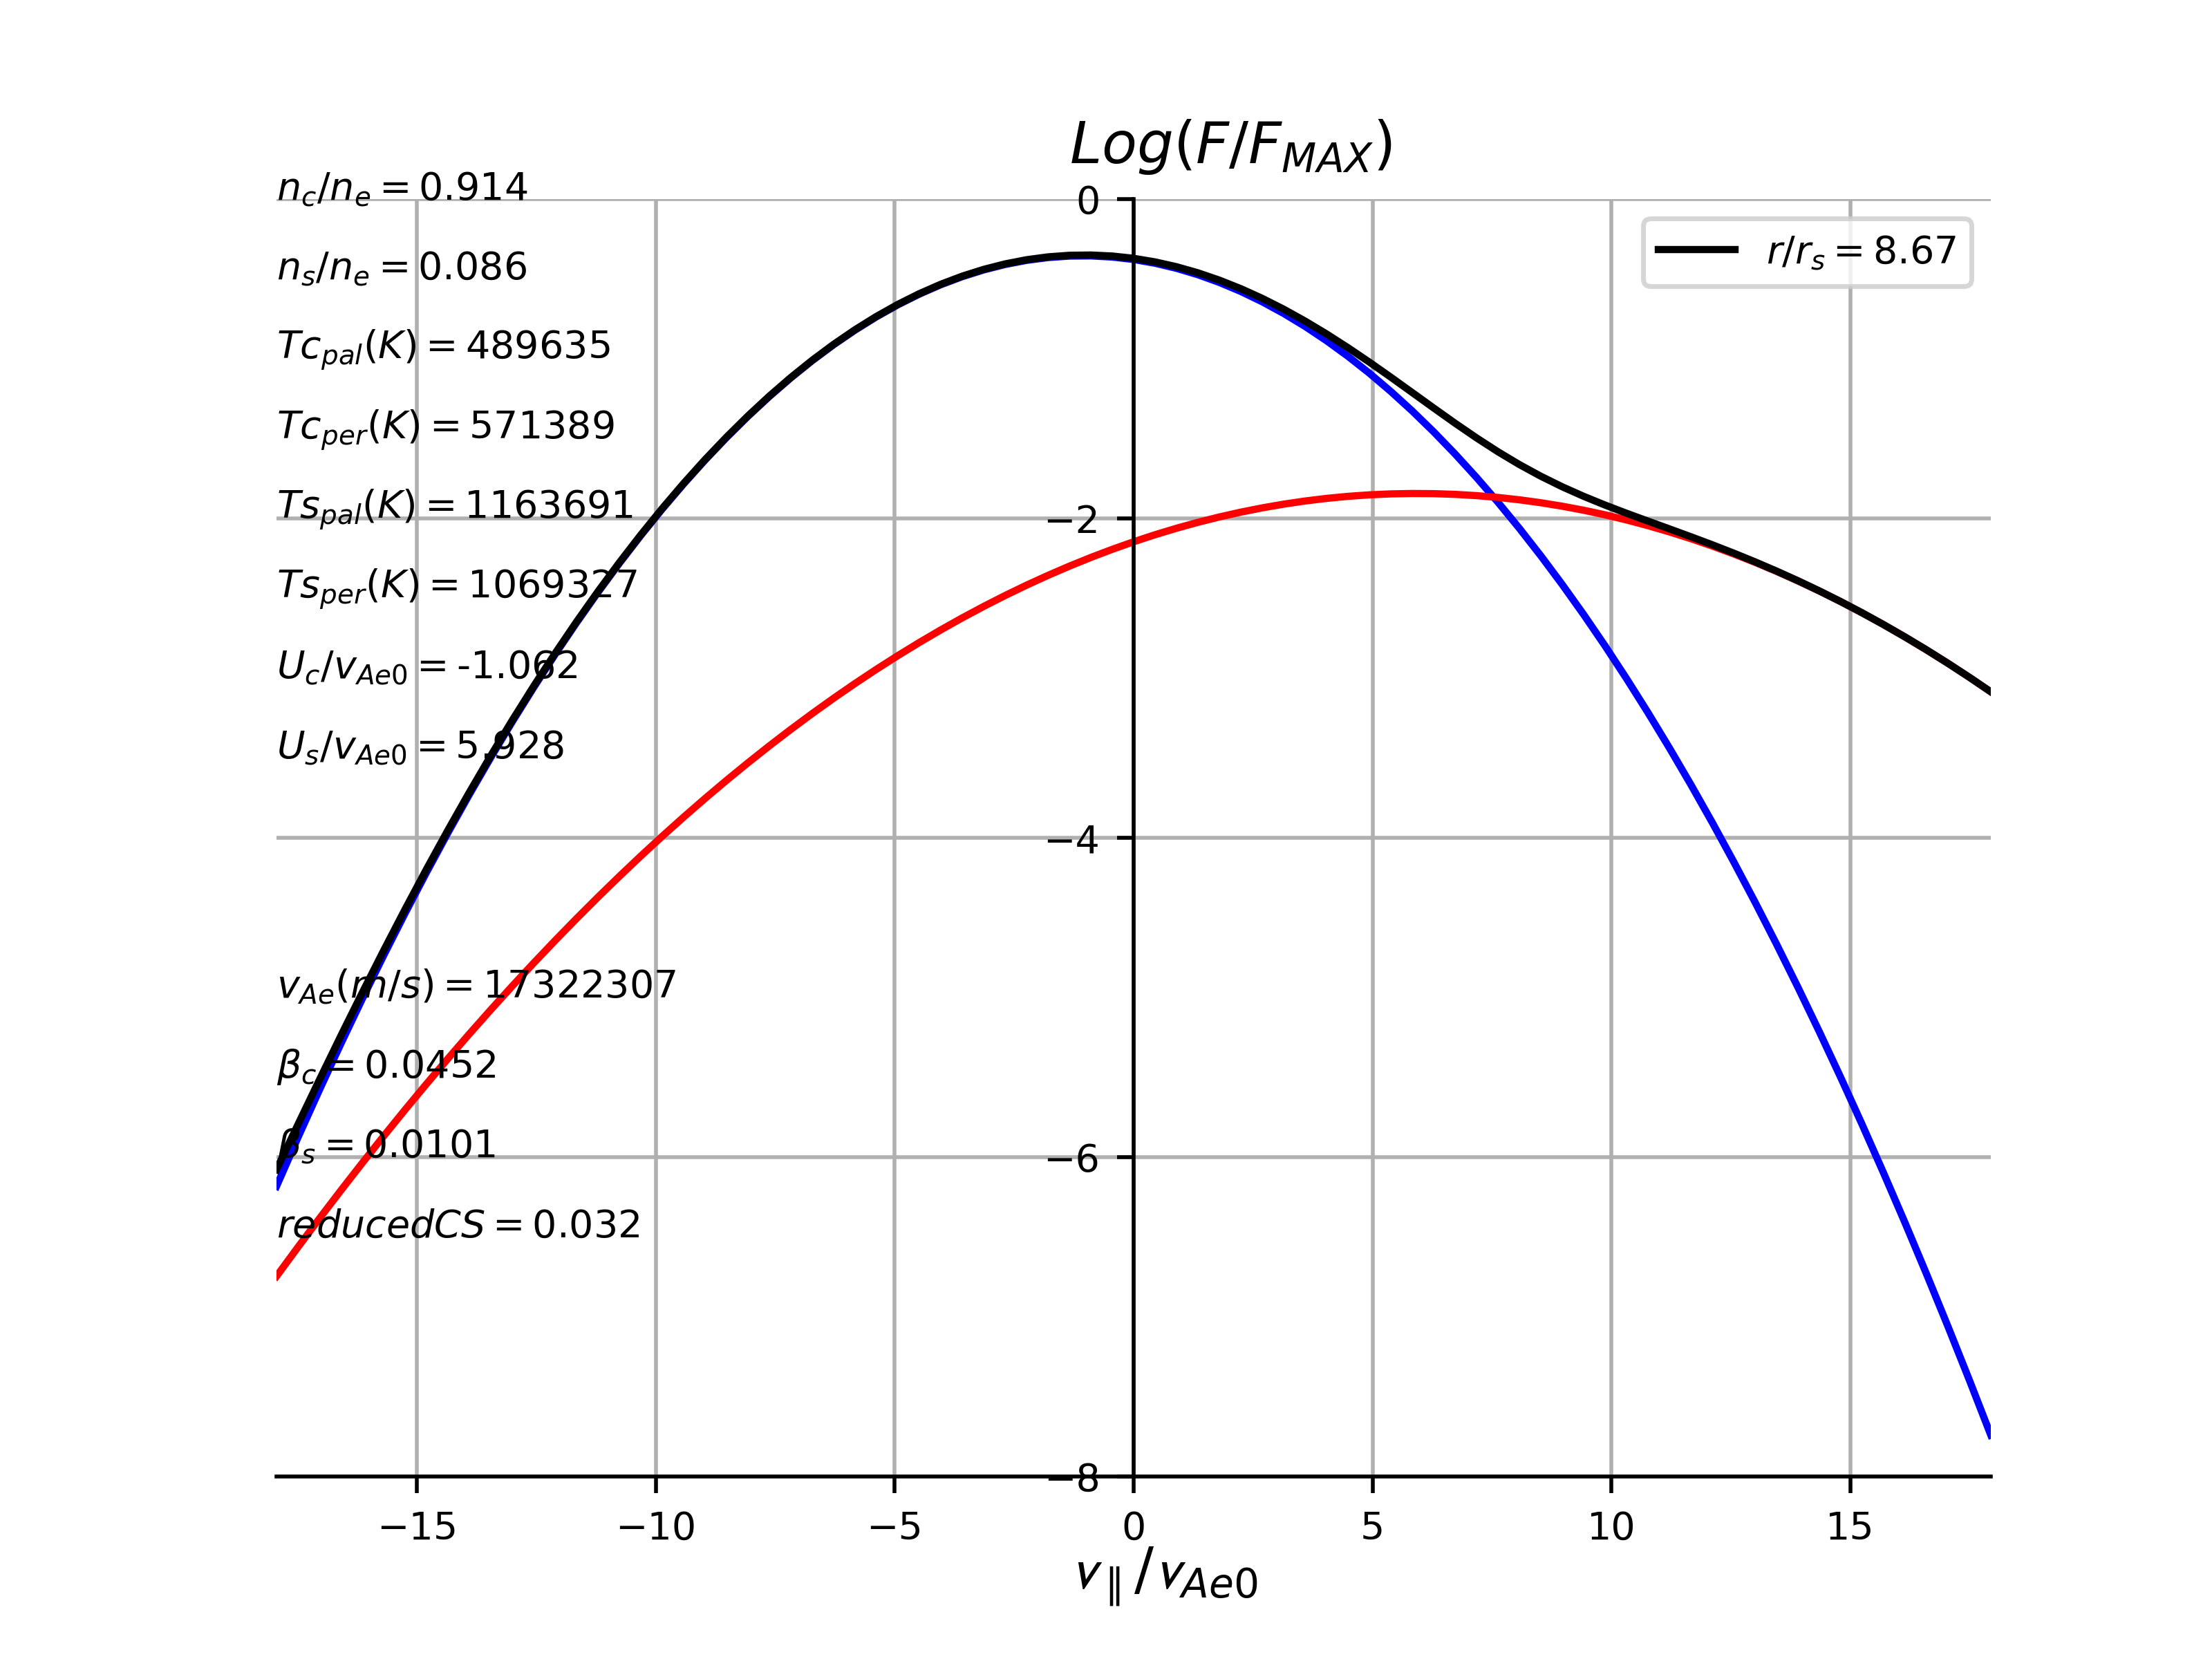 Log(F/F_MAX)
n_c/n_e = 0.914
n_s/n_e = 0.086
Tc_pal(K) = 489635
Tc_per(K) = 571389
Ts_pal(K) = 1163691
Ts_per(K) = 1069327
U_c/v_Ae0 = -1.062
U_s/v_Ae0 = 5.928
v_Ae(m/s) = 17322307
β_c = 0.0452
β_s = 0.0101
reducedCS = 0.032
r/r_s = 8.67
0
−2
−4
−6
−8
−15 −10 −5 0 5 10 15
v_∥/v_Ae0